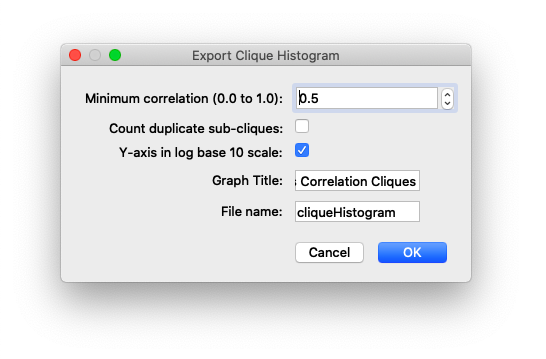 Export Clique Histogram
Minimum correlation (0.0 to 1.0): 0.5
Count duplicate sub-cliques:
Y-axis in log base 10 scale:
Graph Title: Correlation Cliques
File name: cliqueHistogram
Cancel OK